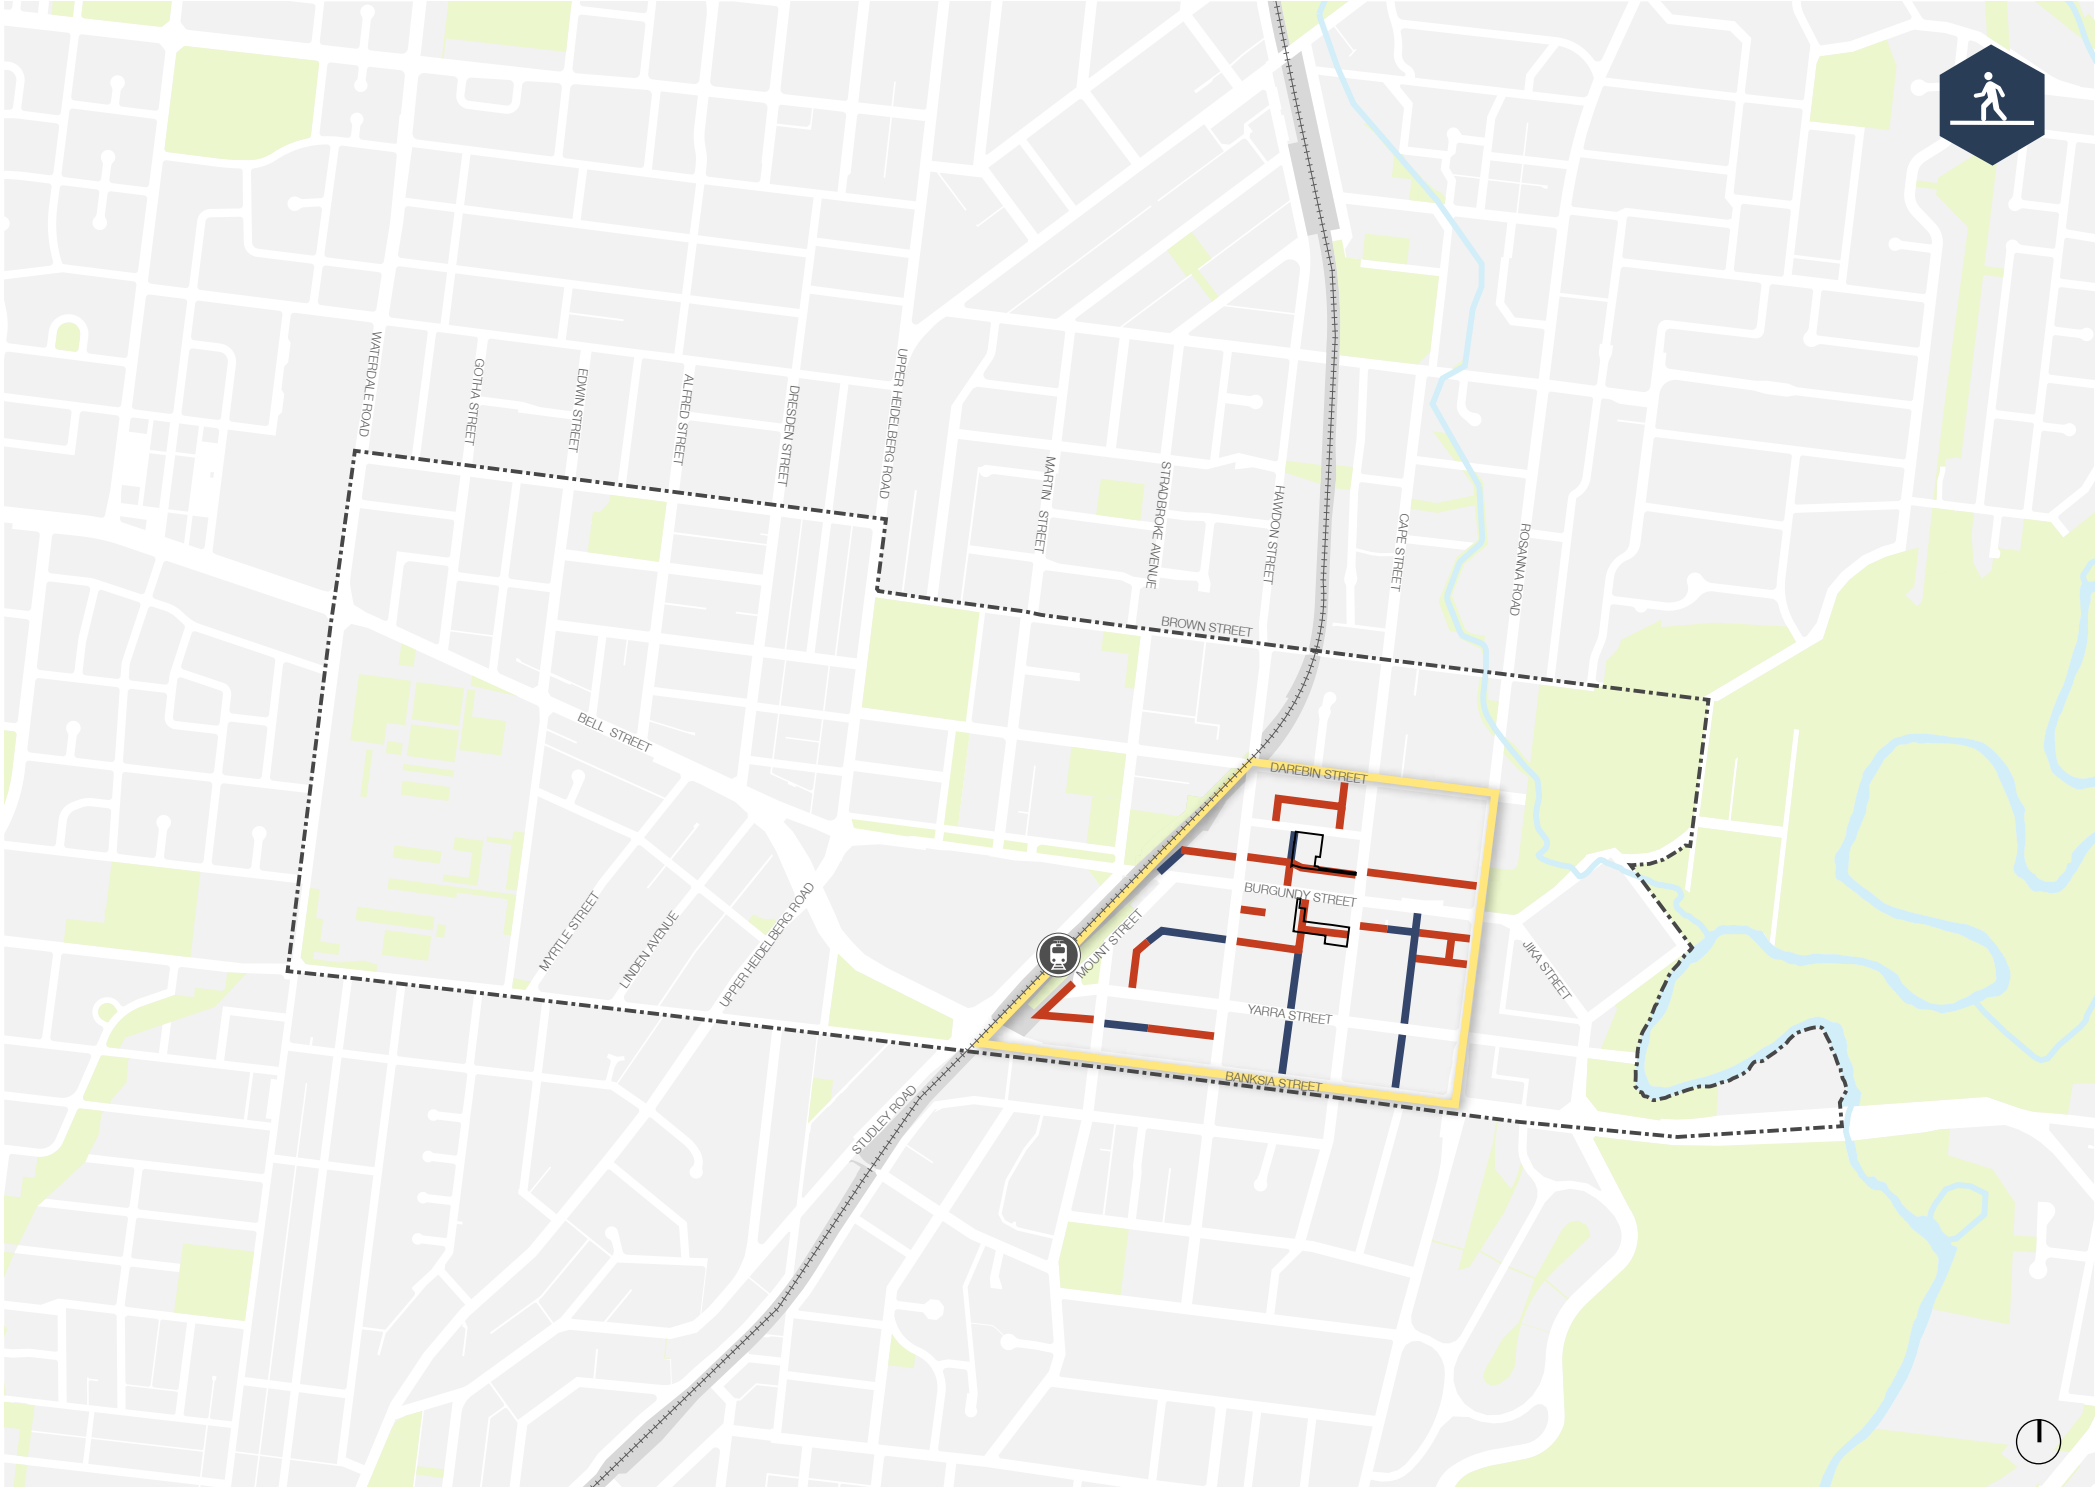 WATERDALE ROAD
GOTHA STREET
EDWIN STREET
ALFRED STREET
DRESDEN STREET
UPPER HEIDELBERG ROAD
MARTIN STREET
STRADBROKE AVENUE
HAWDON STREET
CAPE STREET
ROSANNA ROAD
BROWN STREET
BELL STREET
DAREBIN STREET
BURGUNDY STREET
MYRTLE STREET
LINDEN AVENUE
UPPER HEIDELBERG ROAD
MOUNT STREET
JIKA STREET
YARRA STREET
BANKSIA STREET
STUDLEY ROAD